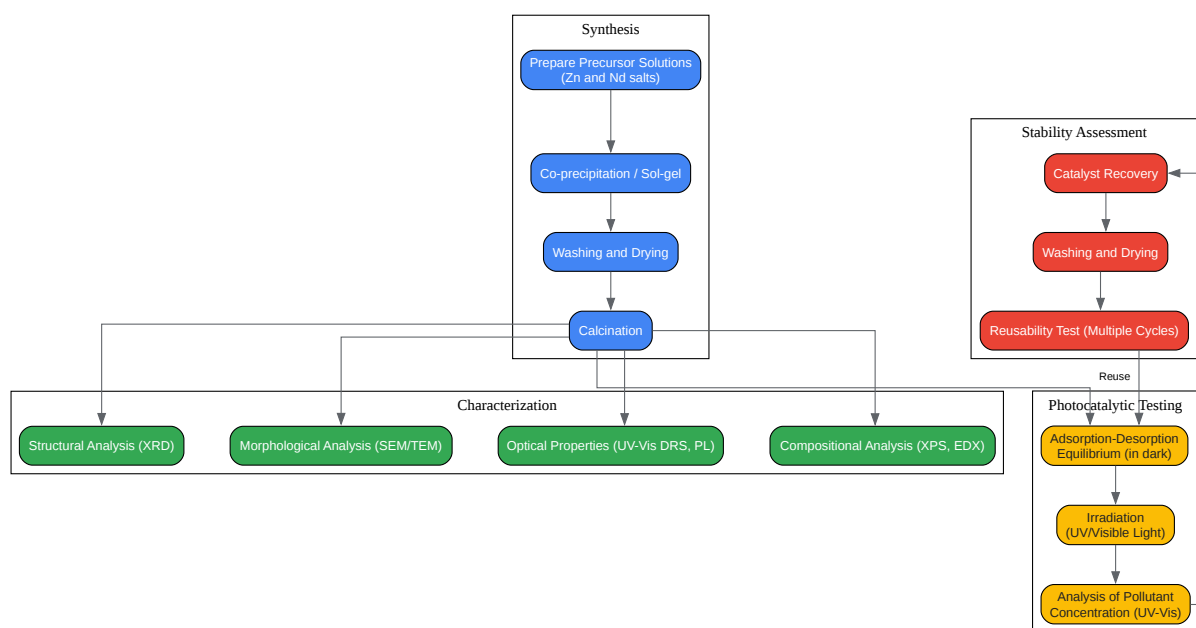 Synthesis
Prepare Precursor Solutions
(Zn and Nd salts)
Co-precipitation / Sol-gel
Washing and Drying
Calcination
Stability Assessment
Catalyst Recovery
Washing and Drying
Reusability Test (Multiple Cycles)
Reuse
Characterization
Structural Analysis (XRD)
Morphological Analysis (SEM/TEM)
Optical Properties (UV-Vis DRS, PL)
Compositional Analysis (XPS, EDX)
Photocatalytic Testing
Adsorption-Desorption
Equilibrium (in dark)
Irradiation
(UV/Visible Light)
Analysis of Pollutant
Concentration (UV-Vis)